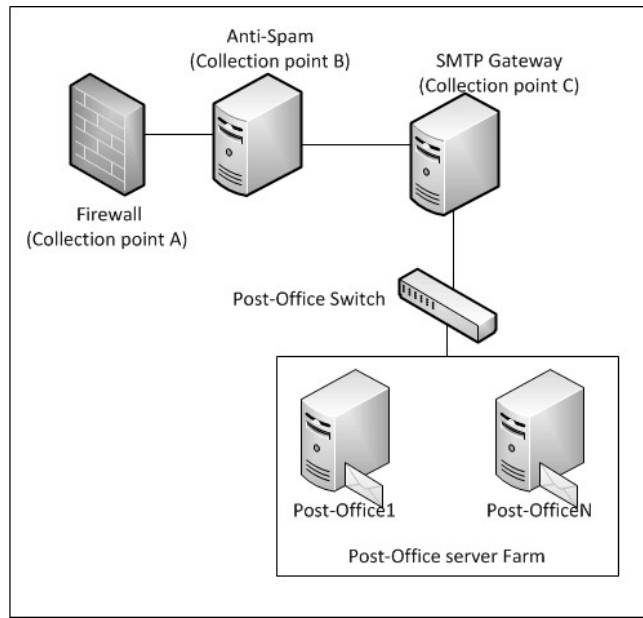 Anti-Spam
(Collection point B)
SMTP Gateway
(Collection point C)
Firewall
(Collection point A)
Post-Office Switch
Post-Office1
Post-OfficeN
Post-Office server Farm